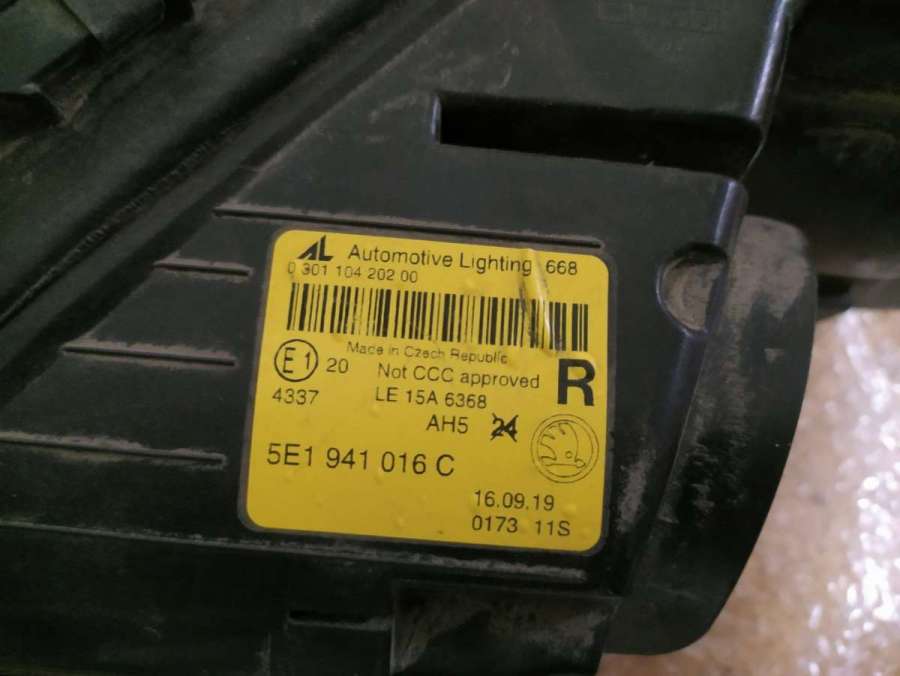 AL Automotive Lighting 668
0 301 104 202 00
Made in Czech Republic
E1 20 Not CCC approved R
4337 LE 15A 6368
AH5 24
5E1 941 016 C
16.09.19
0173 11S